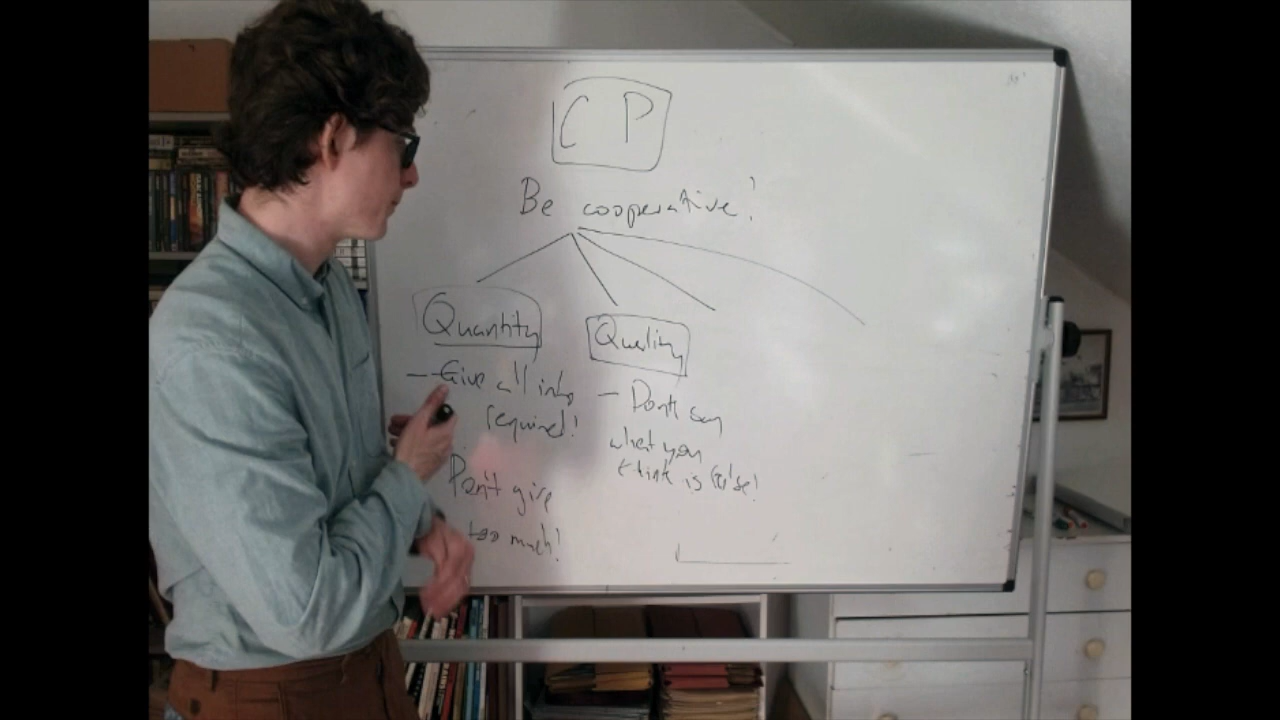 C P
Be cooperative!
Quantity
- Give all info
required!
Don't give
too much!
Quality
- Don't say
what you
think is false!